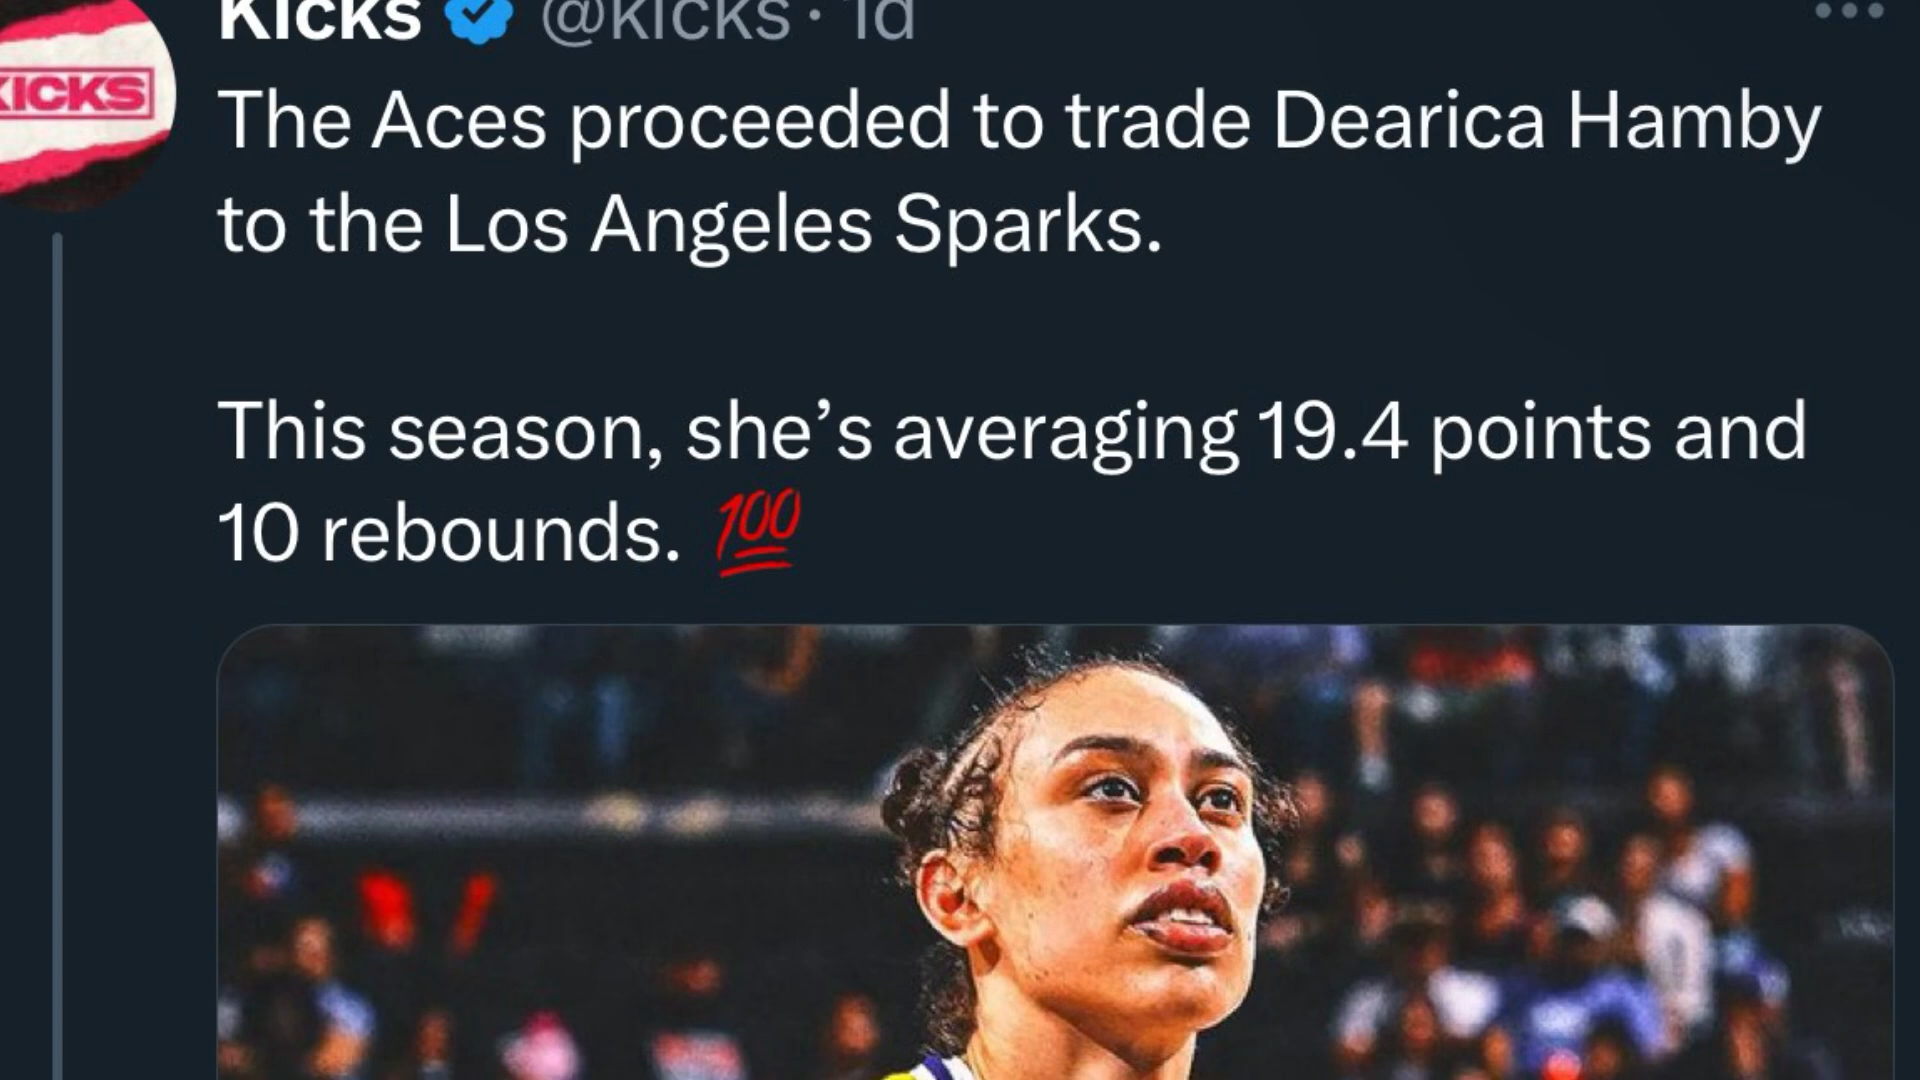 Kicks @kicks · 1d
KICKS
The Aces proceeded to trade Dearica Hamby
to the Los Angeles Sparks.
This season, she’s averaging 19.4 points and
10 rebounds. 💯